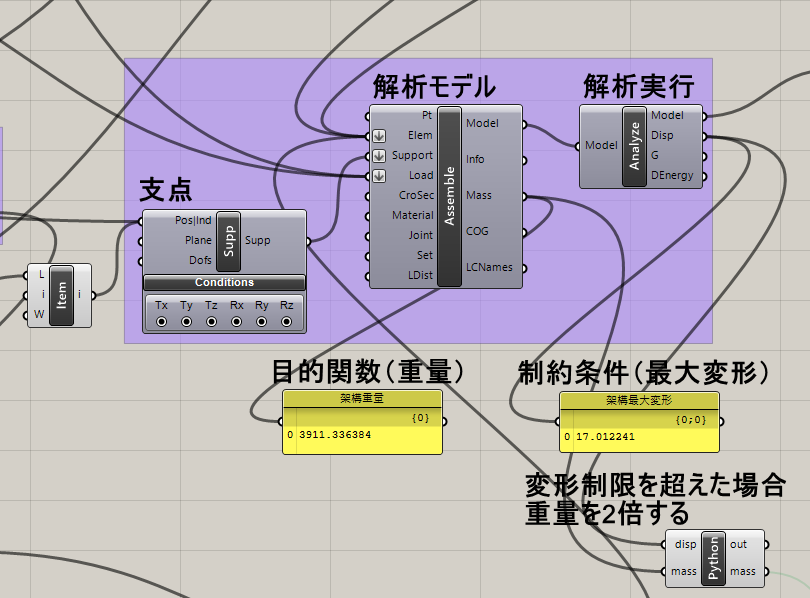 解析モデル
解析実行
支点
Pt
Elem
Support
Load
CroSec
Material
Joint
Set
LDist
Assemble
Model
Info
Mass
COG
LCNames
Model
Analyze
Model
Disp
G
DEnergy
Pos|Ind
Plane
Dofs
Supp
Supp
Conditions
Tx Ty Tz Rx Ry Rz
L
i
W
Item
i
目的関数(重量)
架構重量
{0}
0 3911.336384
制約条件(最大変形)
架構最大変形
{0;0}
0 17.012241
変形制限を超えた場合
重量を2倍する
disp
mass
Python
out
mass